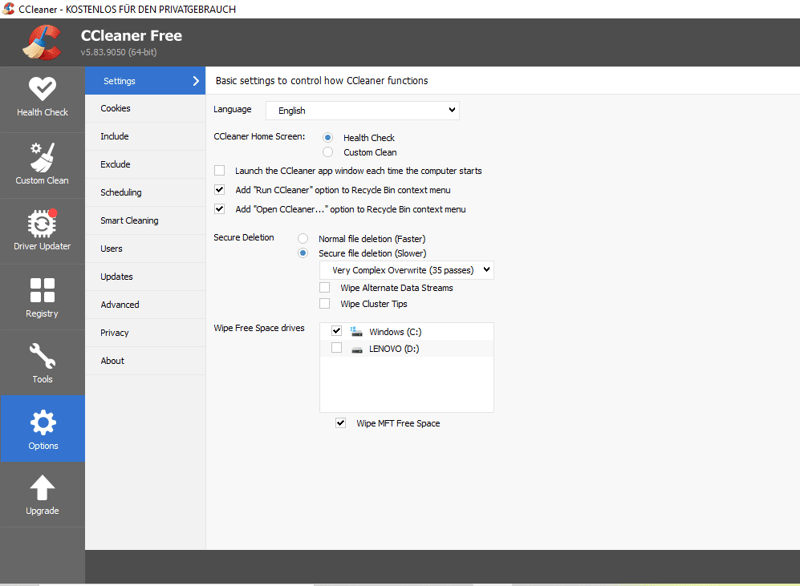 CCleaner - KOSTENLOS FÜR DEN PRIVATGEBRAUCH
CCleaner Free
v5.83.9050 (64-bit)
Health Check
Custom Clean
Driver Updater
Registry
Tools
Options
Upgrade
Settings
Cookies
Include
Exclude
Scheduling
Smart Cleaning
Users
Updates
Advanced
Privacy
About
Basic settings to control how CCleaner functions
Language English
CCleaner Home Screen: Health Check
Custom Clean
Launch the CCleaner app window each time the computer starts
Add "Run CCleaner" option to Recycle Bin context menu
Add "Open CCleaner..." option to Recycle Bin context menu
Secure Deletion Normal file deletion (Faster)
Secure file deletion (Slower)
Very Complex Overwrite (35 passes)
Wipe Alternate Data Streams
Wipe Cluster Tips
Wipe Free Space drives Windows (C:)
LENOVO (D:)
Wipe MFT Free Space